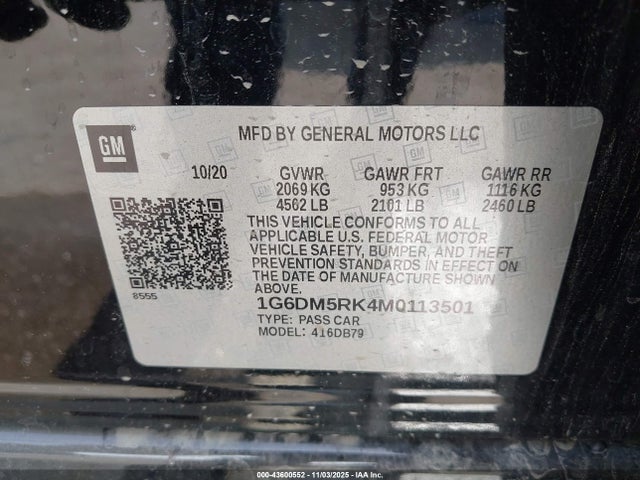 MFD BY GENERAL MOTORS LLC
GM
10/20 GVWR GAWR FRT GAWR RR
2069 KG 953 KG 1116 KG
4562 LB 2101 LB 2460 LB
THIS VEHICLE CONFORMS TO ALL
APPLICABLE U.S. FEDERAL MOTOR
VEHICLE SAFETY, BUMPER, AND THEFT
PREVENTION STANDARDS IN EFFECT ON
THE DATE OF MANUFACTURE SHOWN
ABOVE.
8555
1G6DM5RK4M0113501
TYPE: PASS CAR
MODEL: 416DB79
000-43600552 - 11/03/2025 - © IAA Inc.